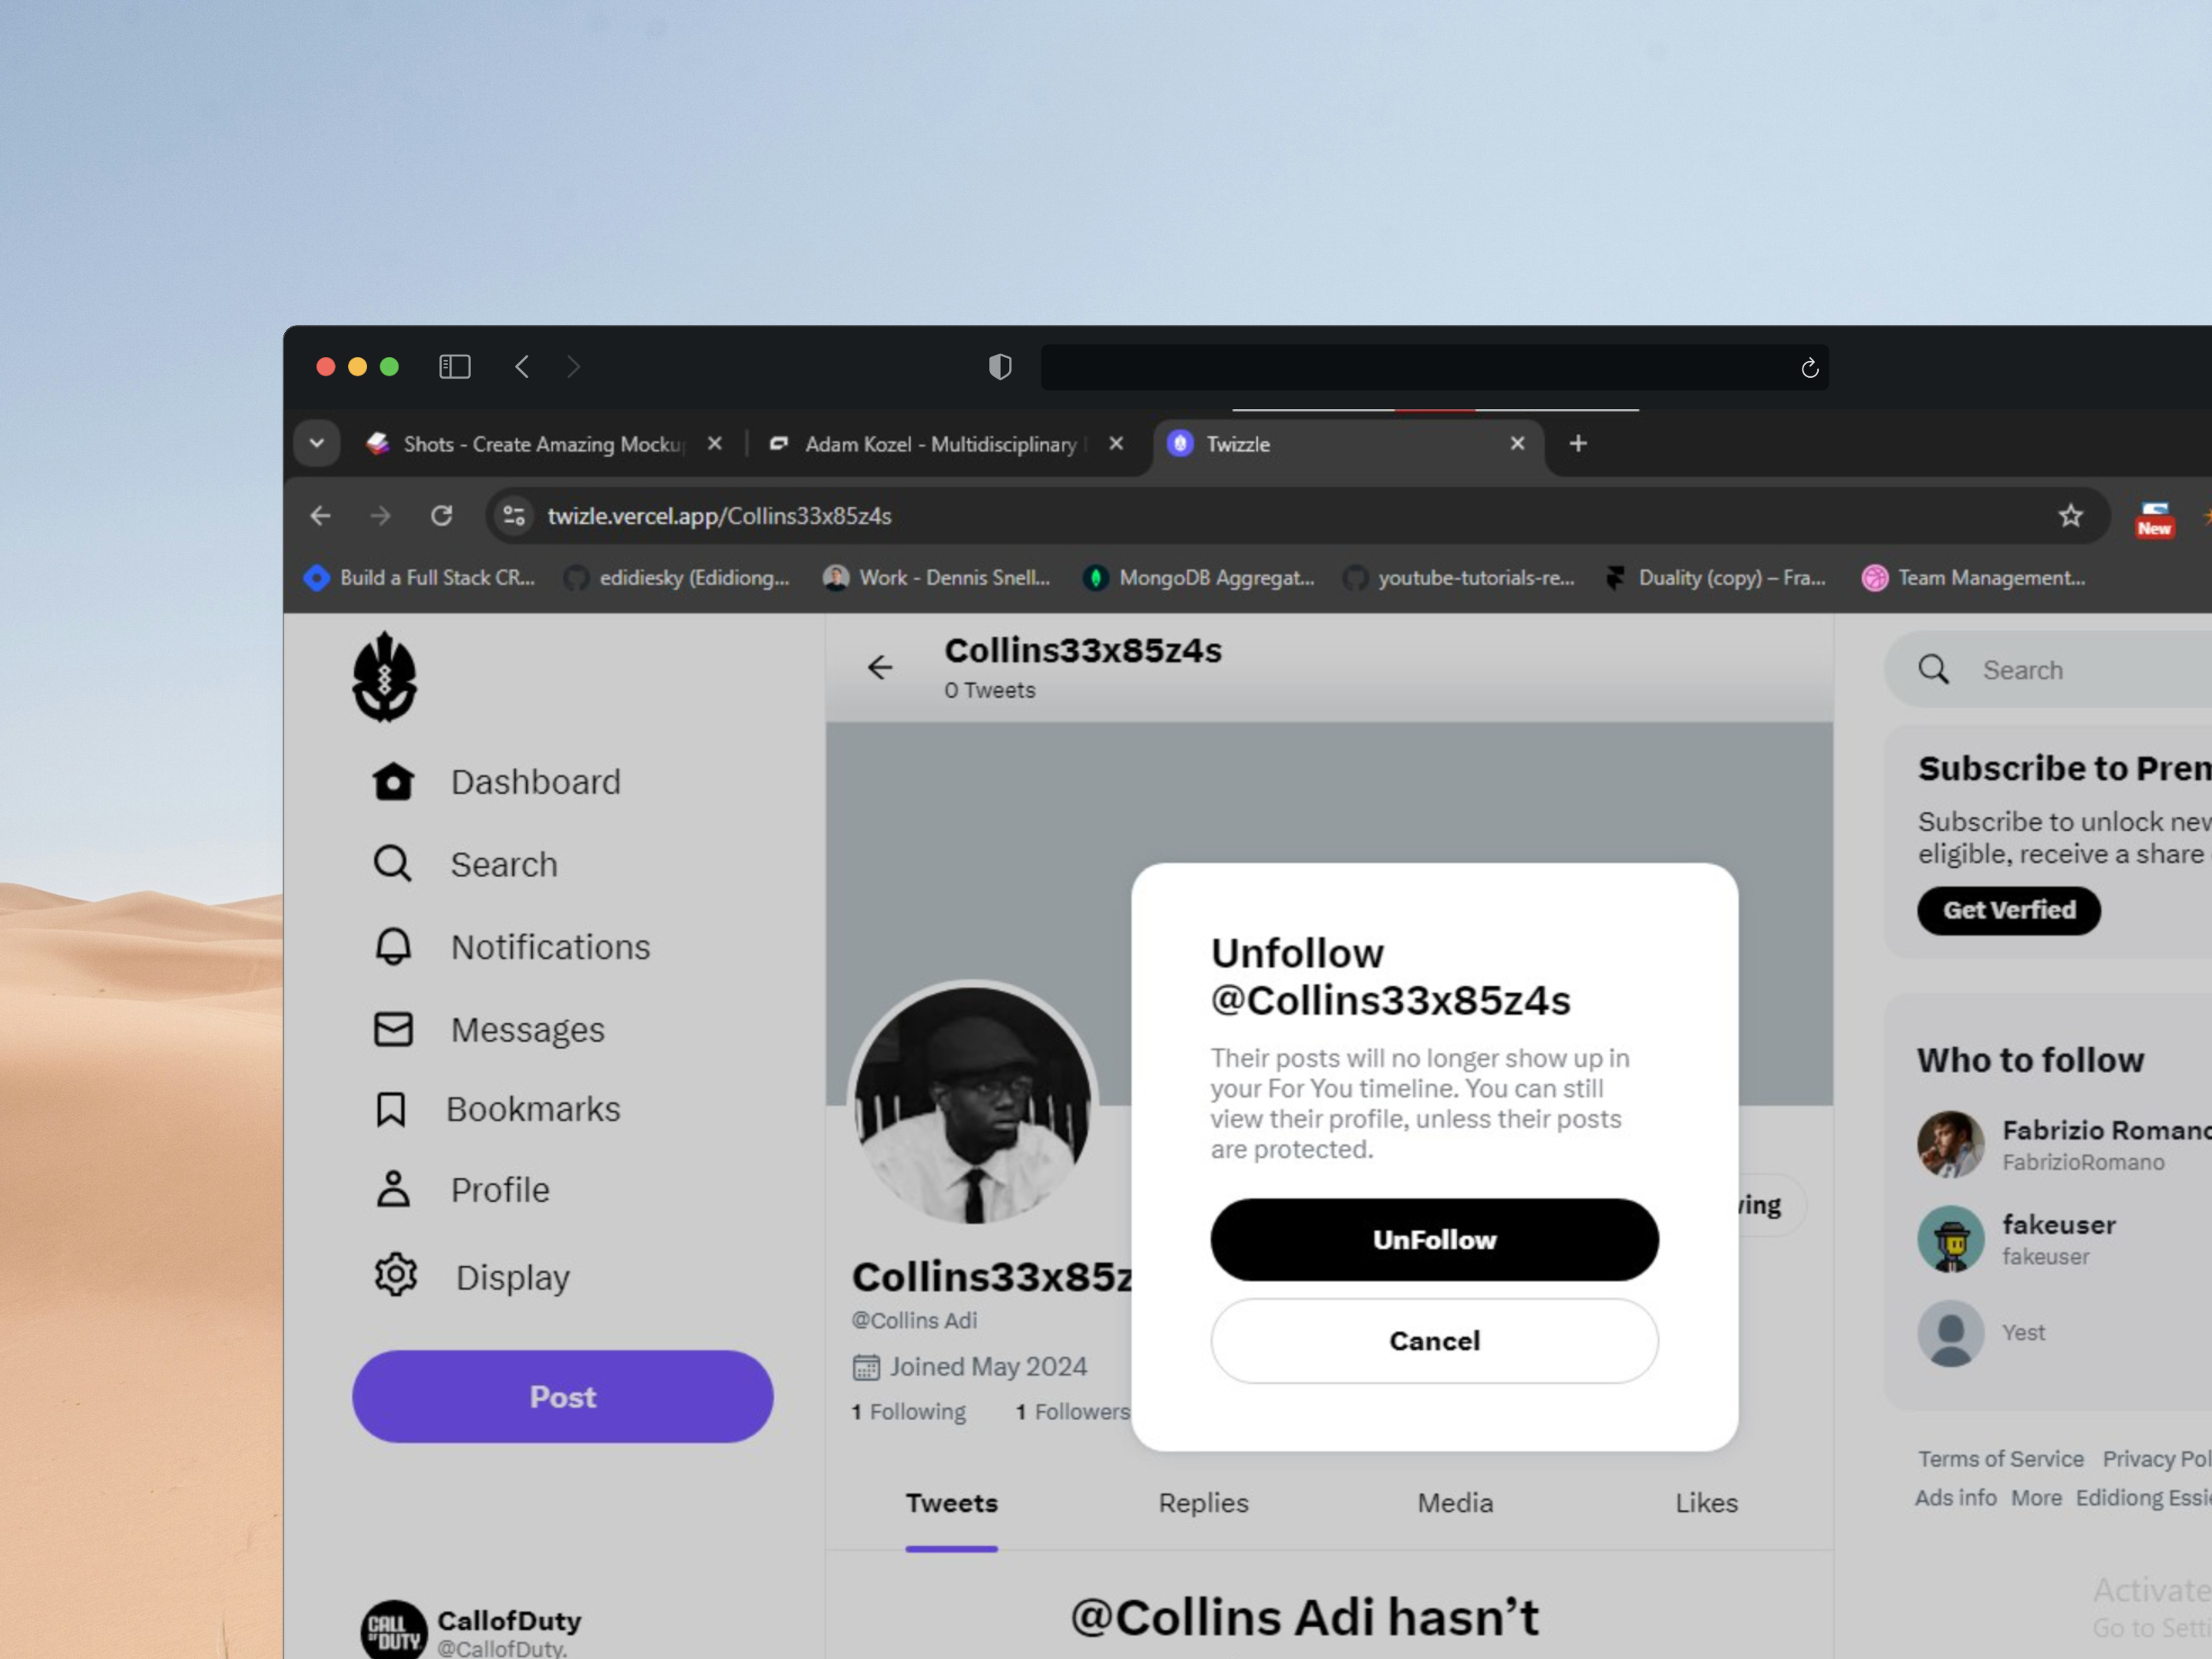 Shots - Create Amazing Mocku
Adam Kozel - Multidisciplinary
Twizzle
twizle.vercel.app/Collins33x85z4s
New
Build a Full Stack CR...
edidiesky (Edidiong...
Work - Dennis Snell...
MongoDB Aggregat...
youtube-tutorials-re...
Duality (copy) – Fra...
Team Management...
Dashboard
Search
Notifications
Messages
Bookmarks
Profile
Display
Post
CALL OF DUTY
CallofDuty
@CallofDuty.
Collins33x85z4s
0 Tweets
Collins33x85z
@Collins Adi
Joined May 2024
1 Following 1 Followers
ving
Tweets
Replies
Media
Likes
@Collins Adi hasn’t
Unfollow
@Collins33x85z4s
Their posts will no longer show up in
your For You timeline. You can still
view their profile, unless their posts
are protected.
UnFollow
Cancel
Search
Subscribe to Prem
Subscribe to unlock new
eligible, receive a share
Get Verfied
Who to follow
Fabrizio Romano
FabrizioRomano
fakeuser
fakeuser
Yest
Terms of Service Privacy Pol
Ads info More Edidiong Essi
Activate
Go to Setti